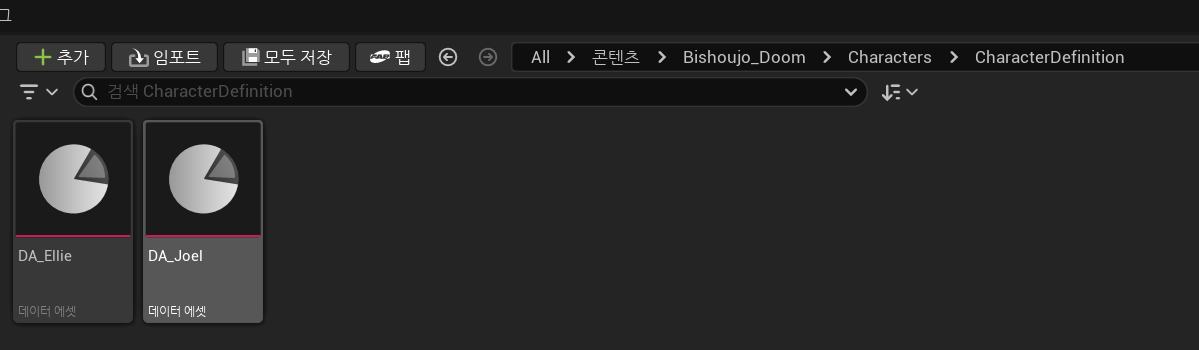 그
추가 임포트 모두 저장 팹 All 콘텐츠 Bishoujo_Doom Characters CharacterDefinition
검색 CharacterDefinition
DA_Ellie DA_Joel
데이터 에셋 데이터 에셋